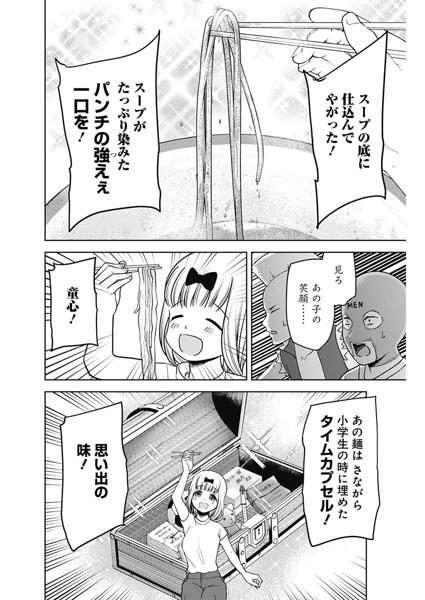 スープの底に
仕込んで
やがった!
スープが
たっぷり染みた
パンチの強えぇ
一口を!
見ろ
あの子の
笑顔……
MEN
童心!
あの麺は さながら
小学生の時に埋めた
タイムカプセル!
思い出の
味!